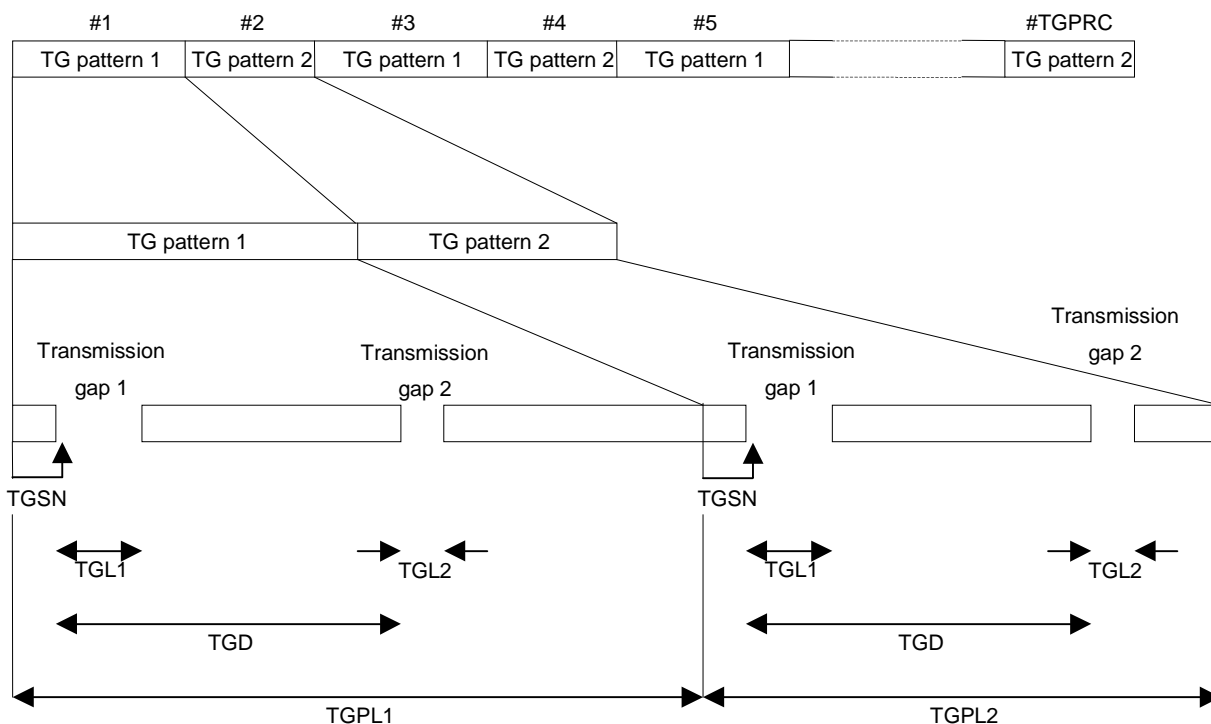 #1 #2 #3 #4 #5 #TGPRC
TG pattern 1 TG pattern 2 TG pattern 1 TG pattern 2 TG pattern 1 TG pattern 2
TG pattern 1 TG pattern 2
Transmission gap 2
Transmission gap 1 Transmission gap 2 Transmission gap 1
TGSN TGSN
TGL1 TGL2 TGL1 TGL2
TGD TGD
TGPL1 TGPL2